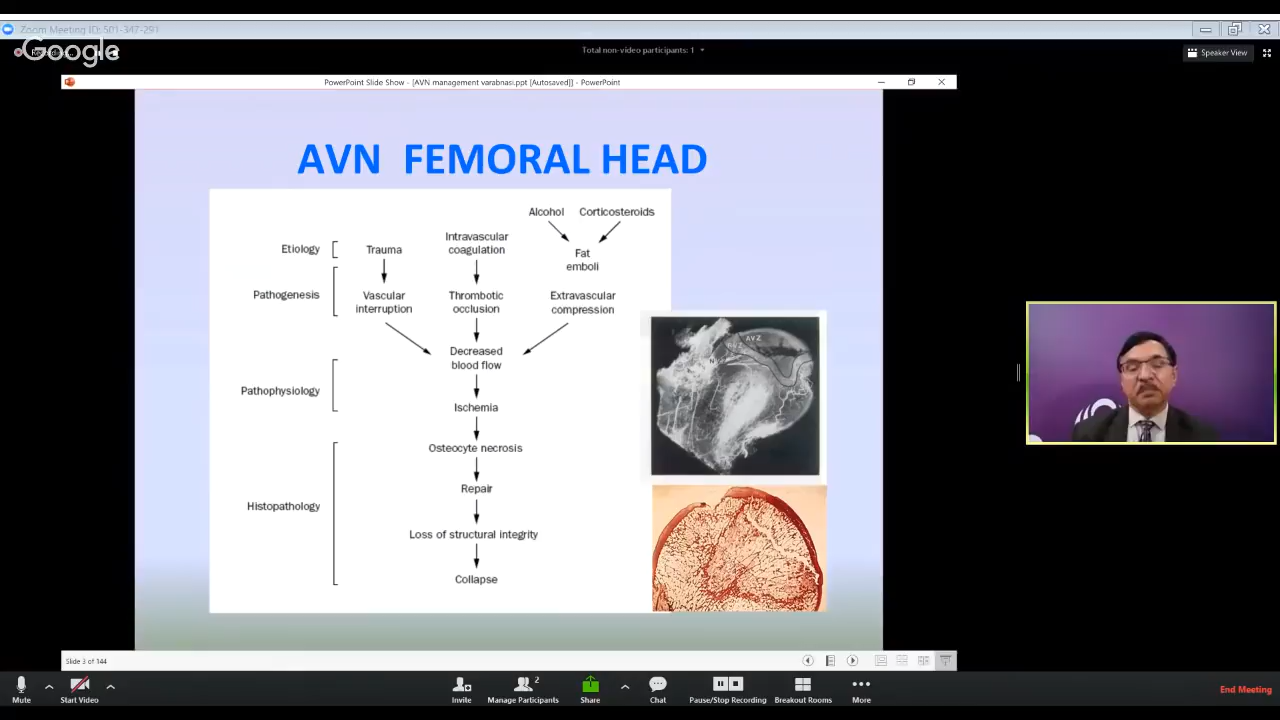 Zoom Meeting ID: 501-347-291
Google
Total non-video participants: 1
Speaker View
PowerPoint Slide Show - [AVN management varabnasi.ppt [Autosaved]] - PowerPoint
AVN FEMORAL HEAD
Alcohol Corticosteroids
Etiology
Trauma
Intravascular
coagulation
Fat
emboli
Pathogenesis
Vascular
interruption
Thrombotic
occlusion
Extravascular
compression
Decreased
blood flow
Pathophysiology
Ischemia
Osteocyte necrosis
Repair
Histopathology
Loss of structural integrity
Collapse
AVZ
RVZ
Slide 3 of 144
Mute
Start Video
Invite
2
Manage Participants
Share
Chat
Pause/Stop Recording
Breakout Rooms
More
End Meeting